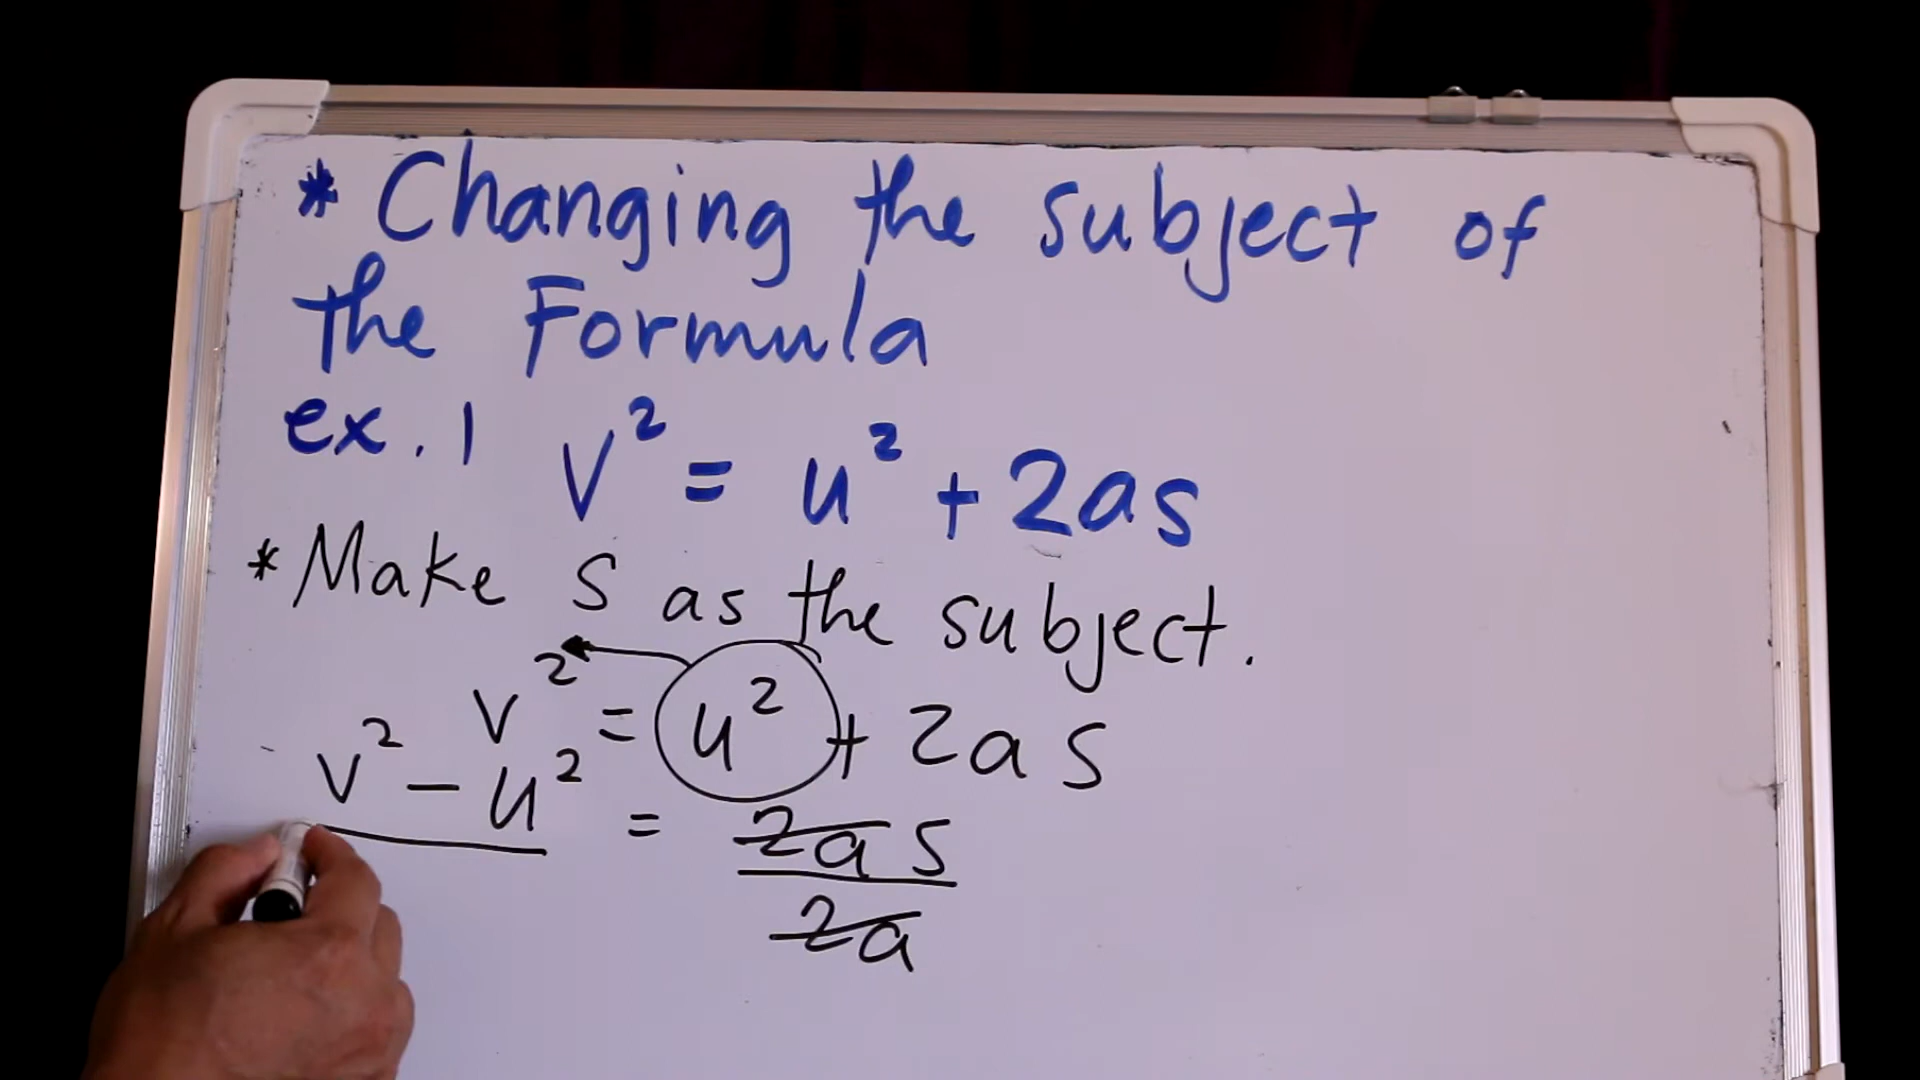 * Changing the subject of
the Formula
ex. 1 V² = u² + 2as
* Make S as the subject.
v² = u² + 2as
v² - u² = 2as
2a